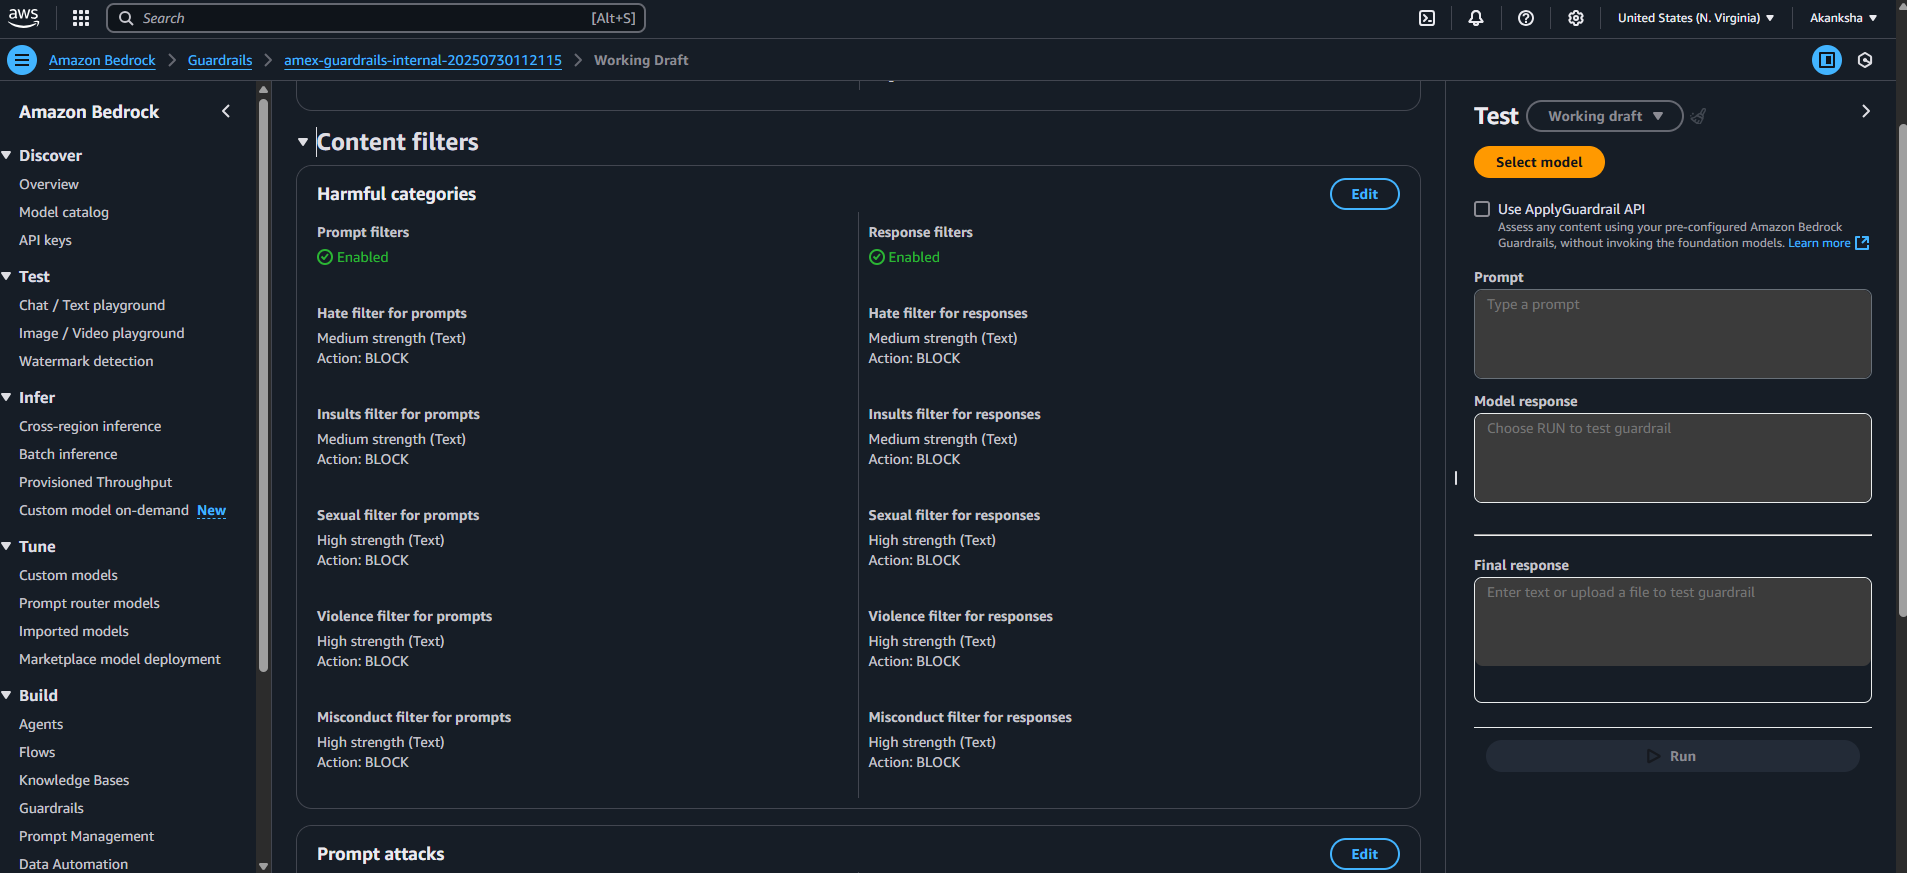 aws
Search
[Alt+S]
United States (N. Virginia)
Akanksha
Amazon Bedrock
Guardrails
amex-guardrails-internal-20250730112115
Working Draft
Amazon Bedrock
Discover
Overview
Model catalog
API keys
Test
Chat / Text playground
Image / Video playground
Watermark detection
Infer
Cross-region inference
Batch inference
Provisioned Throughput
Custom model on-demand New
Tune
Custom models
Prompt router models
Imported models
Marketplace model deployment
Build
Agents
Flows
Knowledge Bases
Guardrails
Prompt Management
Data Automation
Content filters
Harmful categories
Edit
Prompt filters
Enabled
Hate filter for prompts
Medium strength (Text)
Action: BLOCK
Insults filter for prompts
Medium strength (Text)
Action: BLOCK
Sexual filter for prompts
High strength (Text)
Action: BLOCK
Violence filter for prompts
High strength (Text)
Action: BLOCK
Misconduct filter for prompts
High strength (Text)
Action: BLOCK
Response filters
Enabled
Hate filter for responses
Medium strength (Text)
Action: BLOCK
Insults filter for responses
Medium strength (Text)
Action: BLOCK
Sexual filter for responses
High strength (Text)
Action: BLOCK
Violence filter for responses
High strength (Text)
Action: BLOCK
Misconduct filter for responses
High strength (Text)
Action: BLOCK
Prompt attacks
Edit
Test
Working draft
Select model
Use ApplyGuardrail API
Assess any content using your pre-configured Amazon Bedrock
Guardrails, without invoking the foundation models. Learn more
Prompt
Type a prompt
Model response
Choose RUN to test guardrail
Final response
Enter text or upload a file to test guardrail
Run